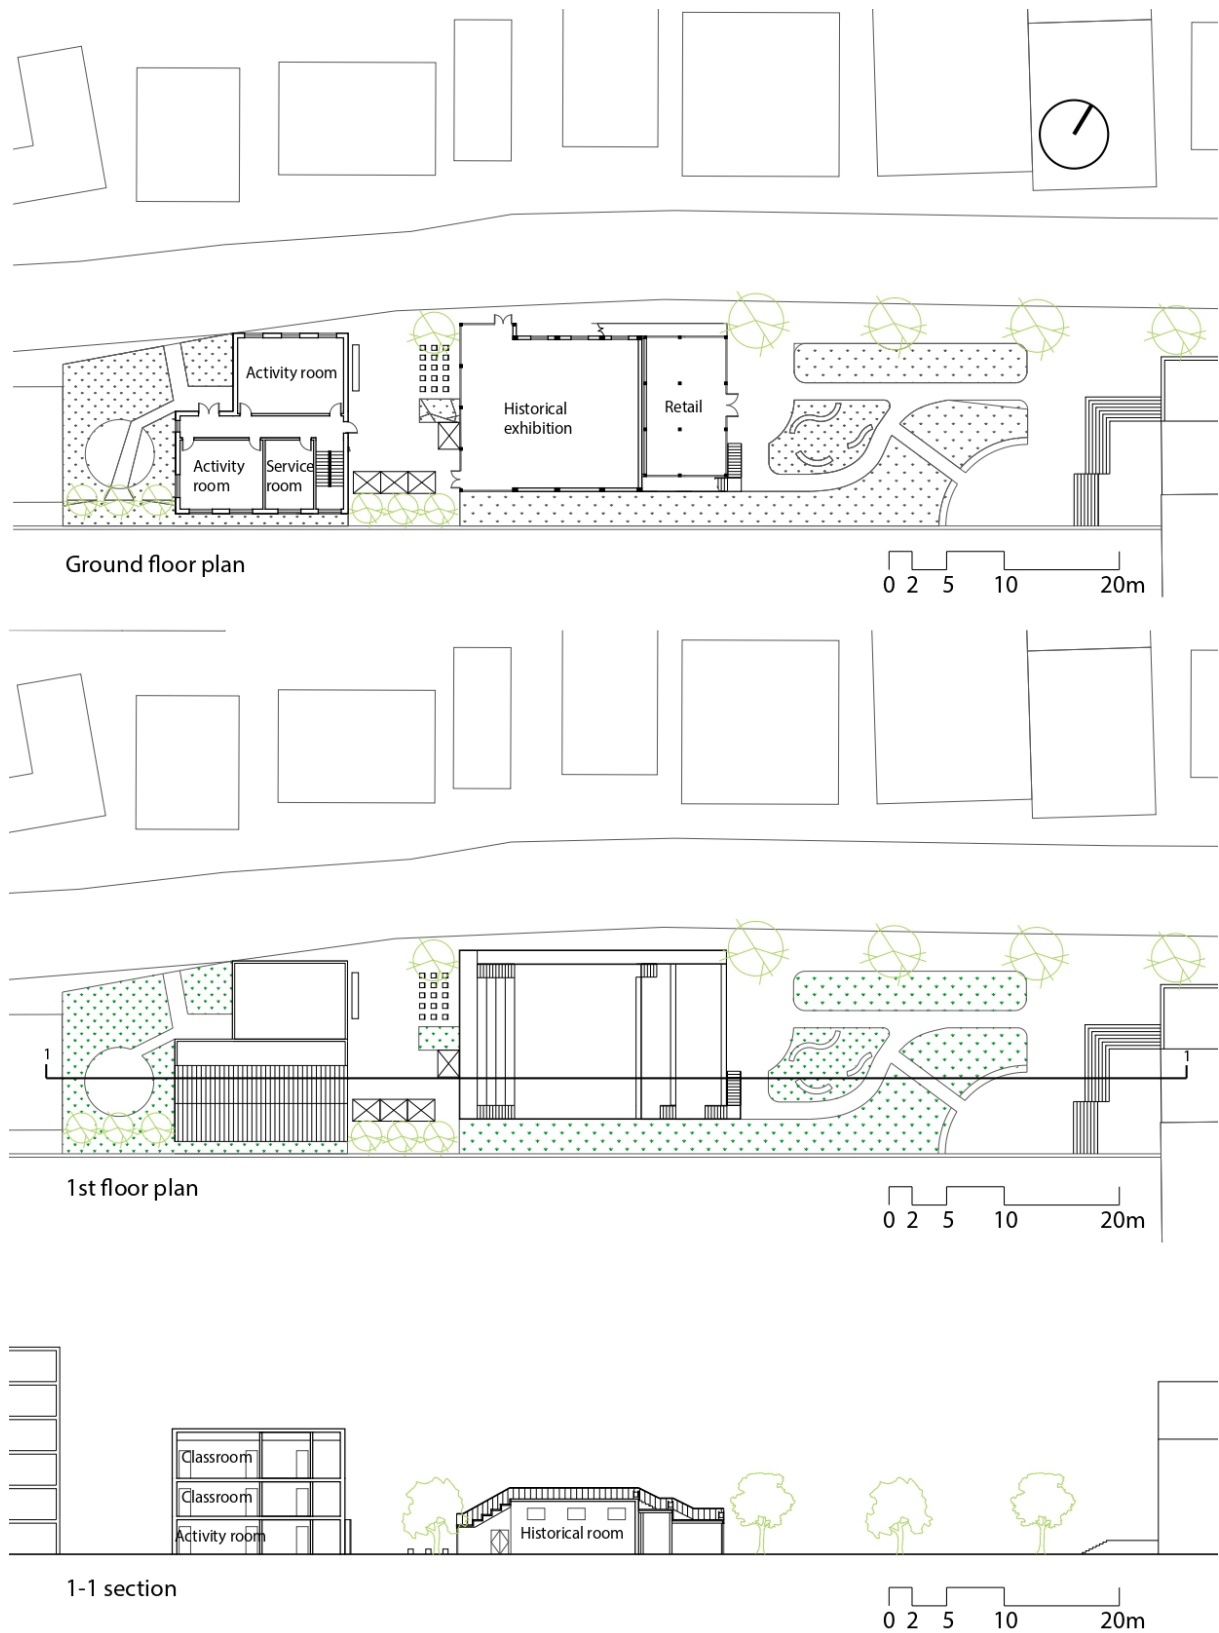 Activity room
Historical
exhibition
Retail
Activity
room
Service
room
Ground floor plan
0 2 5 10 20m
1
1
1st floor plan
0 2 5 10 20m
Classroom
Classroom
Activity room
Historical room
1-1 section
0 2 5 10 20m